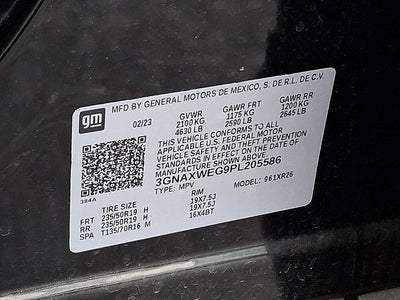 gm
MFD BY GENERAL MOTORS DE MEXICO, S. DE R.L. DE C.V.
02/23 GVWR GAWR FRT GAWR RR
2100 KG 1175 KG 1200 KG
4630 LB 2590 LB 2645 LB
THIS VEHICLE CONFORMS TO ALL
APPLICABLE U.S. FEDERAL MOTOR
VEHICLE SAFETY AND THEFT PREVENTION
STANDARDS IN EFFECT ON THE DATE OF
MANUFACTURE SHOWN ABOVE.
3GNAXWEG9PL205586
TYPE: MPV MODEL: 961XR26
384A
TIRE SIZE RIM
FRT 235/50R19 H 19X7.5J
RR 235/50R19 H 19X7.5J
SPA T135/70R16 M 16X4BT